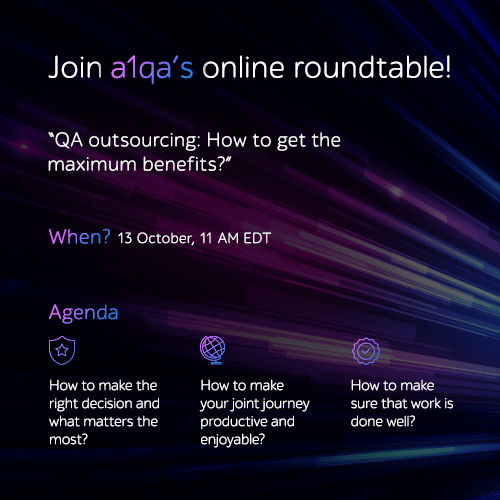 Join a1qa's online roundtable!
"QA outsourcing: How to get the
maximum benefits?"
When? 13 October, 11 AM EDT
Agenda
How to make the
right decision and
what matters the
most?
How to make
your joint journey
productive and
enjoyable?
How to make
sure that work is
done well?